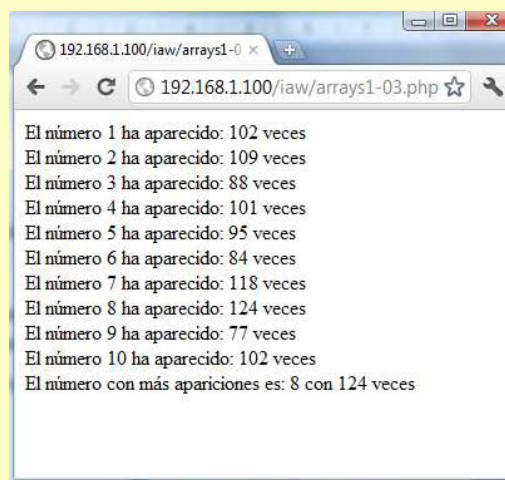 192.168.1.100/iaw/arrays1-0
192.168.1.100/iaw/arrays1-03.php
El número 1 ha aparecido: 102 veces
El número 2 ha aparecido: 109 veces
El número 3 ha aparecido: 88 veces
El número 4 ha aparecido: 101 veces
El número 5 ha aparecido: 95 veces
El número 6 ha aparecido: 84 veces
El número 7 ha aparecido: 118 veces
El número 8 ha aparecido: 124 veces
El número 9 ha aparecido: 77 veces
El número 10 ha aparecido: 102 veces
El número con más apariciones es: 8 con 124 veces